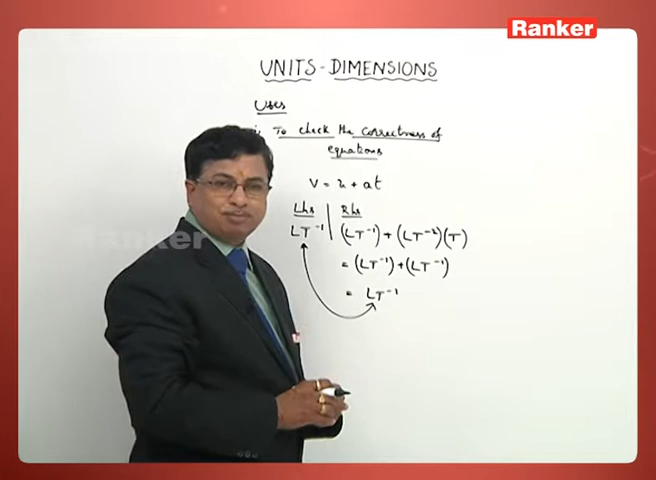 Ranker
UNITS - DIMENSIONS
Uses
To check the correctness of
equations
v = u + at
Lhs | Rhs
LT⁻¹ | (LT⁻¹) + (LT⁻²)(T)
= (LT⁻¹) + (LT⁻¹)
= LT⁻¹
Ranker